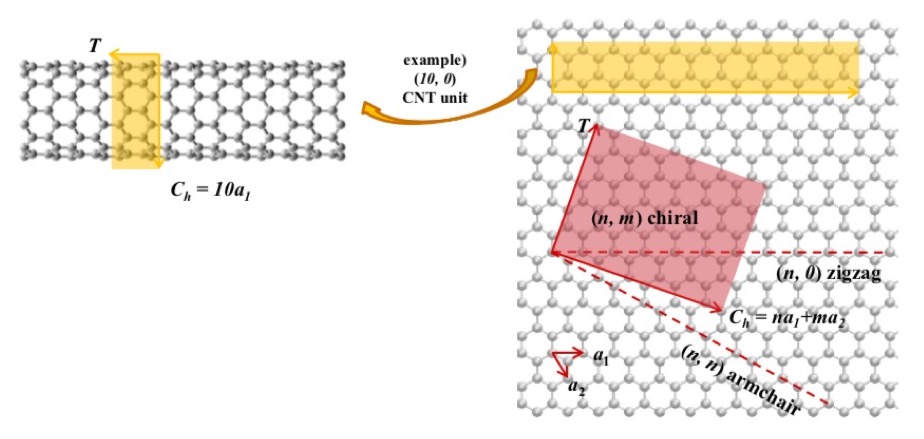 T
example)
(10, 0)
CNT unit
C_h = 10a_1
T
(n, m) chiral
(n, 0) zigzag
C_h = na_1+ma_2
a_1
a_2
(n, n) armchair